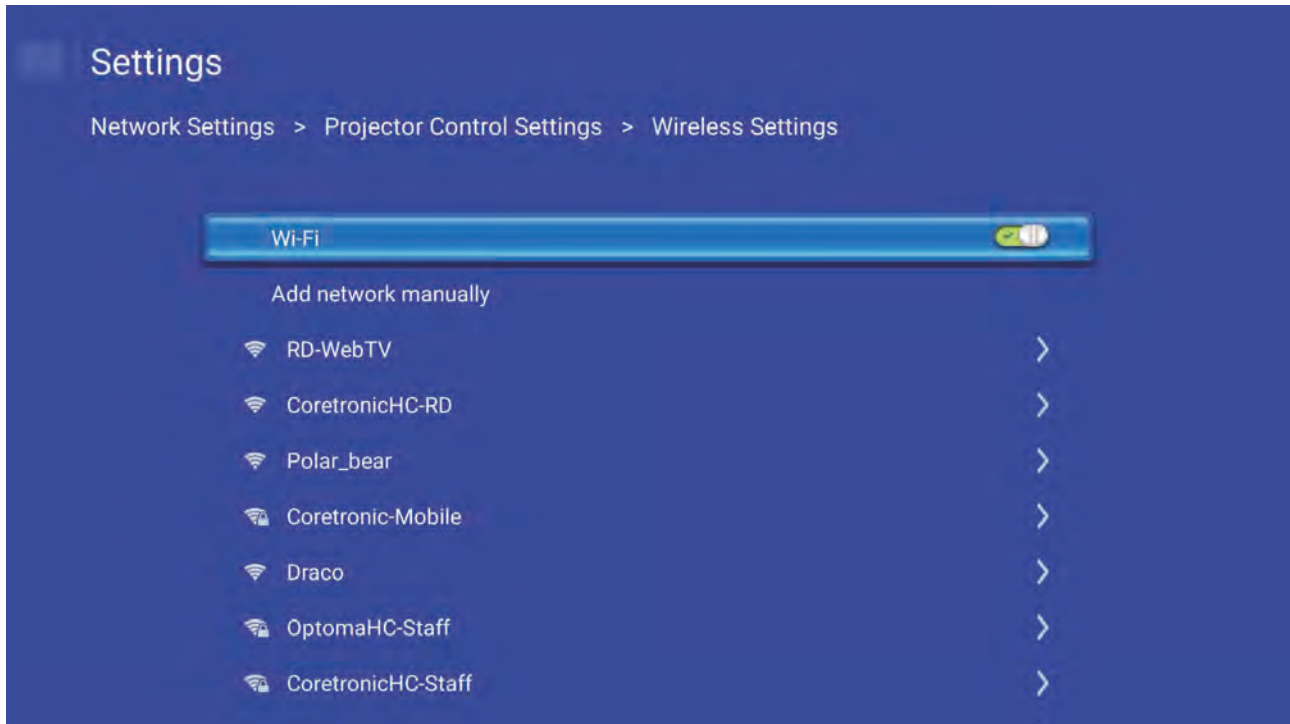 Settings
Network Settings > Projector Control Settings > Wireless Settings
Wi-Fi
Add network manually
RD-WebTV
CoretronicHC-RD
Polar_bear
Coretronic-Mobile
Draco
OptomaHC-Staff
CoretronicHC-Staff